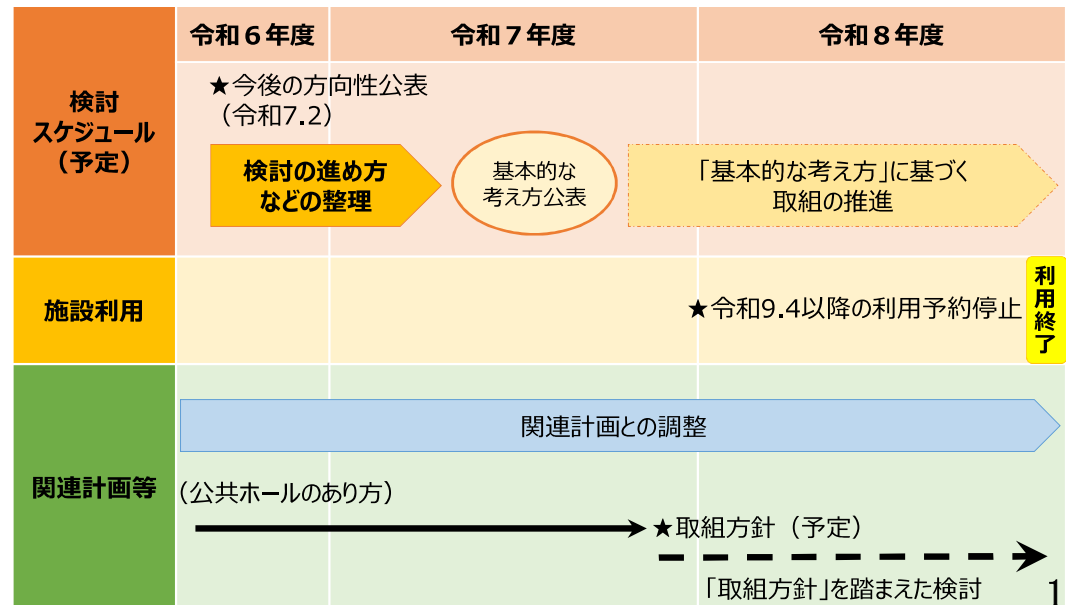 令和６年度
令和７年度
令和８年度
検討
スケジュール
（予定）
★今後の方向性公表
（令和7.2）
検討の進め方
などの整理
基本的な
考え方公表
「基本的な考え方」に基づく
取組の推進
施設利用
★令和9.4以降の利用予約停止
利用終了
関連計画等
関連計画との調整
（公共ホールのあり方）
★取組方針（予定）
「取組方針」を踏まえた検討
1